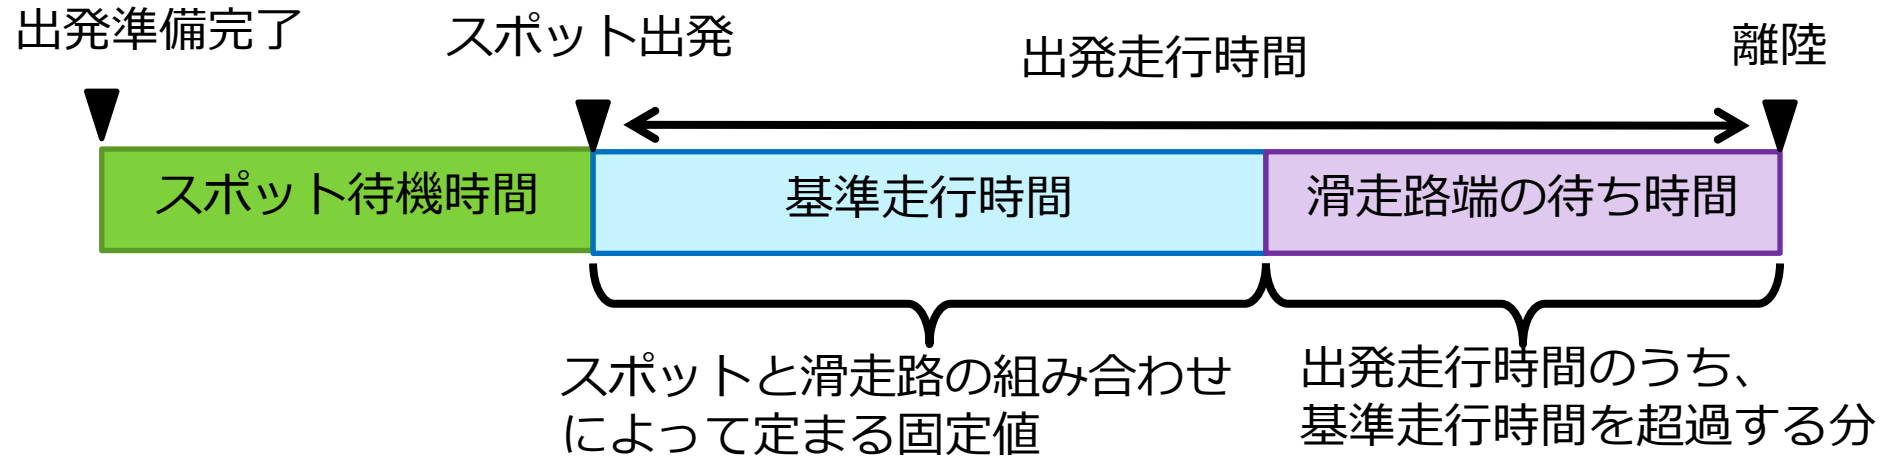 出発準備完了
スポット出発
出発走行時間
離陸
スポット待機時間
基準走行時間
滑走路端の待ち時間
スポットと滑走路の組み合わせ
によって定まる固定値
出発走行時間のうち、
基準走行時間を超過する分